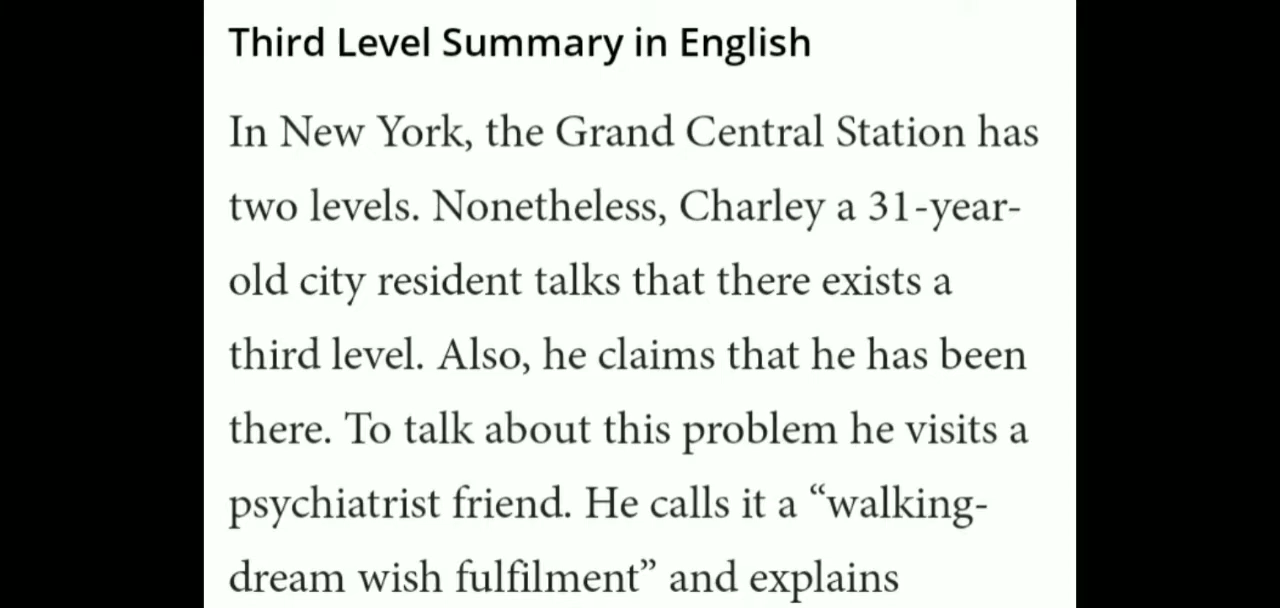 Third Level Summary in English
In New York, the Grand Central Station has
two levels. Nonetheless, Charley a 31-year-
old city resident talks that there exists a
third level. Also, he claims that he has been
there. To talk about this problem he visits a
psychiatrist friend. He calls it a “walking-
dream wish fulfilment” and explains